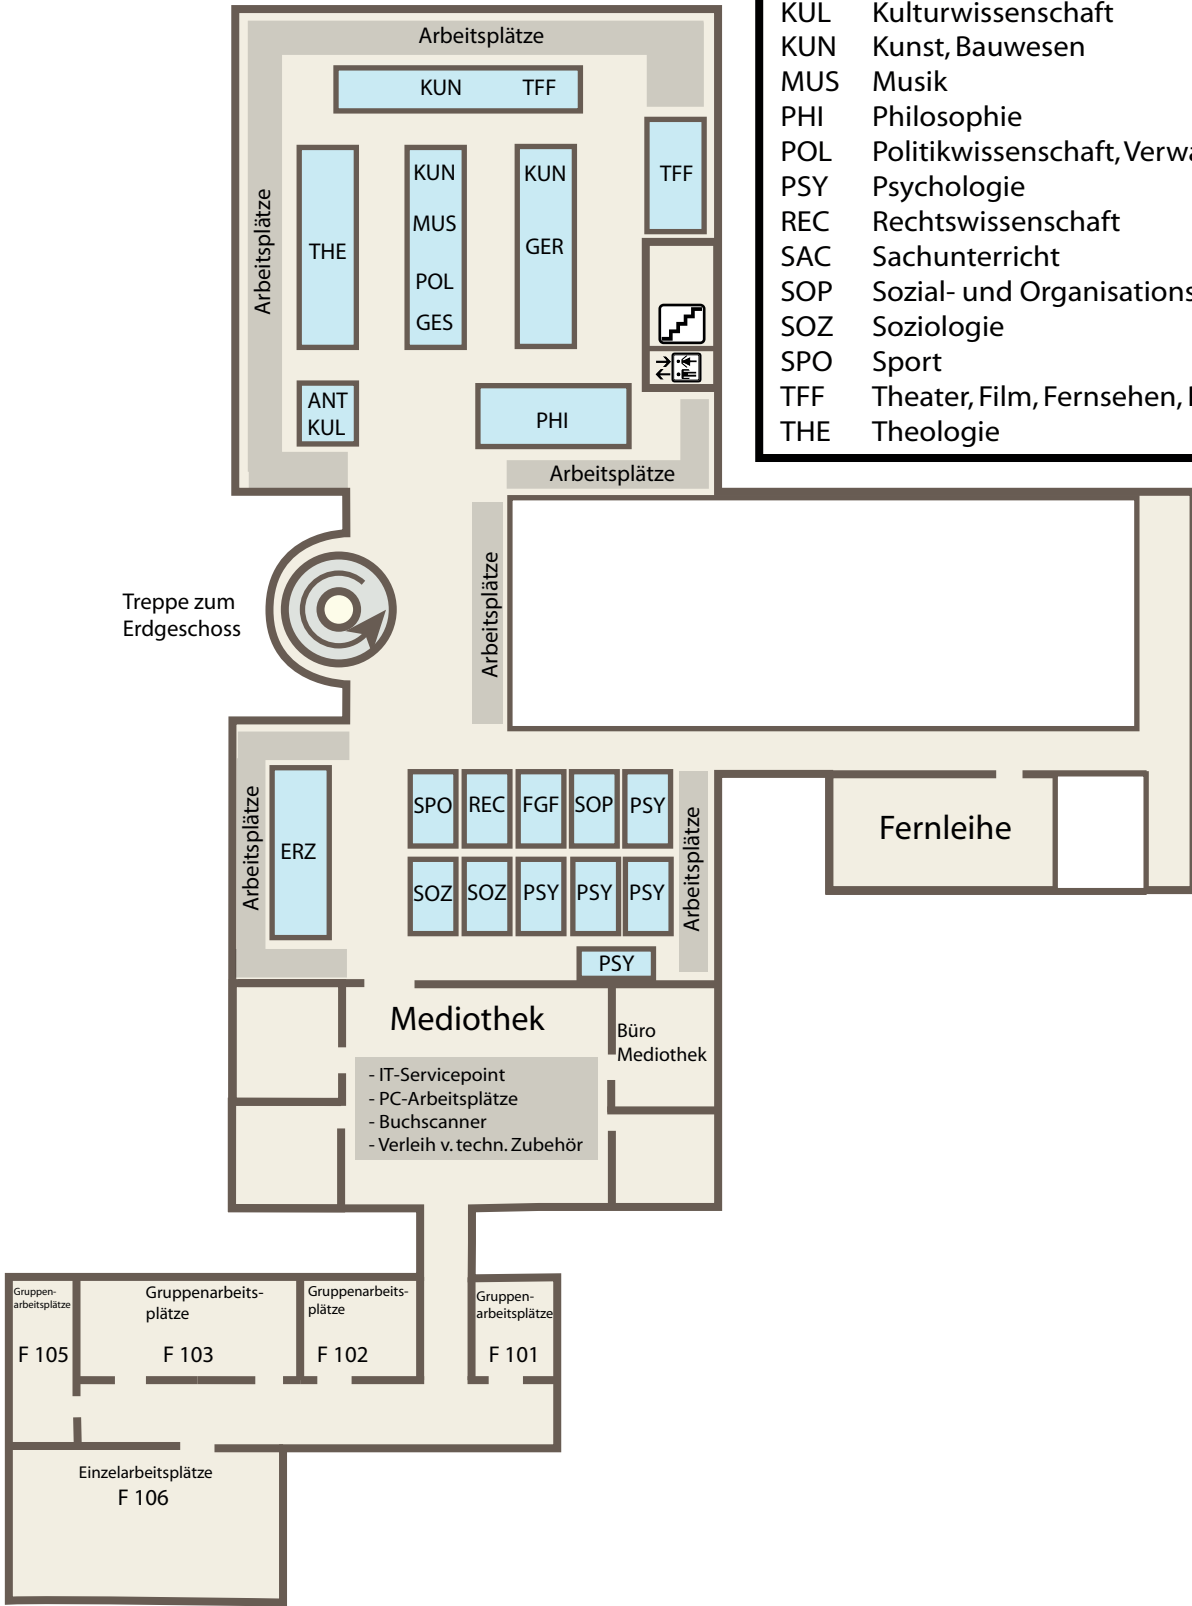 Arbeitsplätze
KUN TFF
Arbeitsplätze
THE
KUN
MUS
POL
GES
KUN
GER
TFF
ANT
KUL
PHI
Arbeitsplätze
KUL Kulturwissenschaft
KUN Kunst, Bauwesen
MUS Musik
PHI Philosophie
POL Politikwissenschaft,
PSY Psychologie
REC Rechtswissenschaft
SAC Sachunterricht
SOP Sozial- und
SOZ Soziologie
SPO Sport
TFF Theater, Film, Fernsehen,
THE Theologie
Treppe zum
Erdgeschoss
Arbeitsplätze
Arbeitsplätze
ERZ
SPO REC FGF SOP PSY
SOZ SOZ PSY PSY PSY
PSY
Arbeitsplätze
Fernleihe
Mediothek
- IT-Servicepoint
- PC-Arbeitsplätze
- Buchscanner
- Verleih v. techn. Zubehör
Büro
Mediothek
Gruppen-
arbeitsplätze
F 105
Gruppenarbeits-
plätze
F 103
Gruppenarbeits-
plätze
F 102
Gruppen-
arbeitsplätze
F 101
Einzelarbeitsplätze
F 106